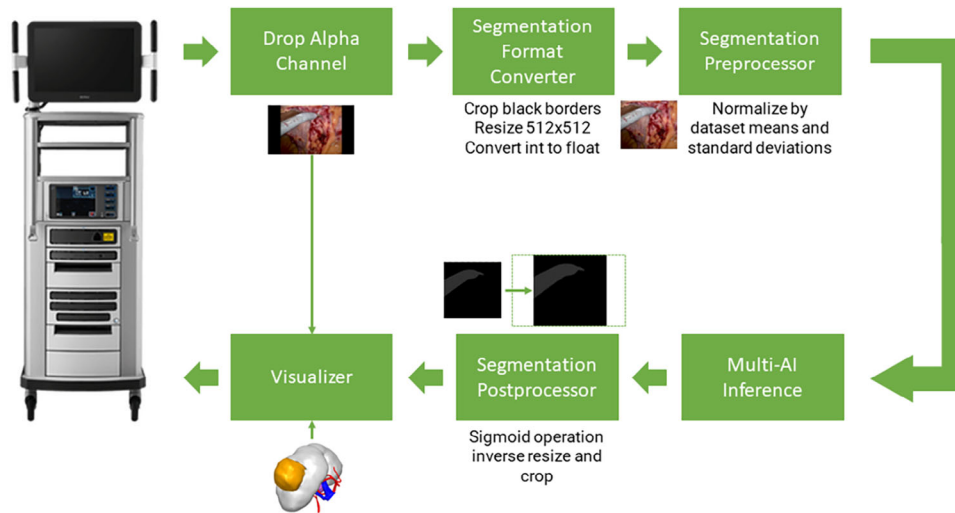 Drop Alpha
Channel
Segmentation
Format
Converter
Segmentation
Preprocessor
Crop black borders
Resize 512x512
Convert int to float
Normalize by
dataset means and
standard deviations
Visualizer
Segmentation
Postprocessor
Multi-AI
Inference
Sigmoid operation
inverse resize and
crop